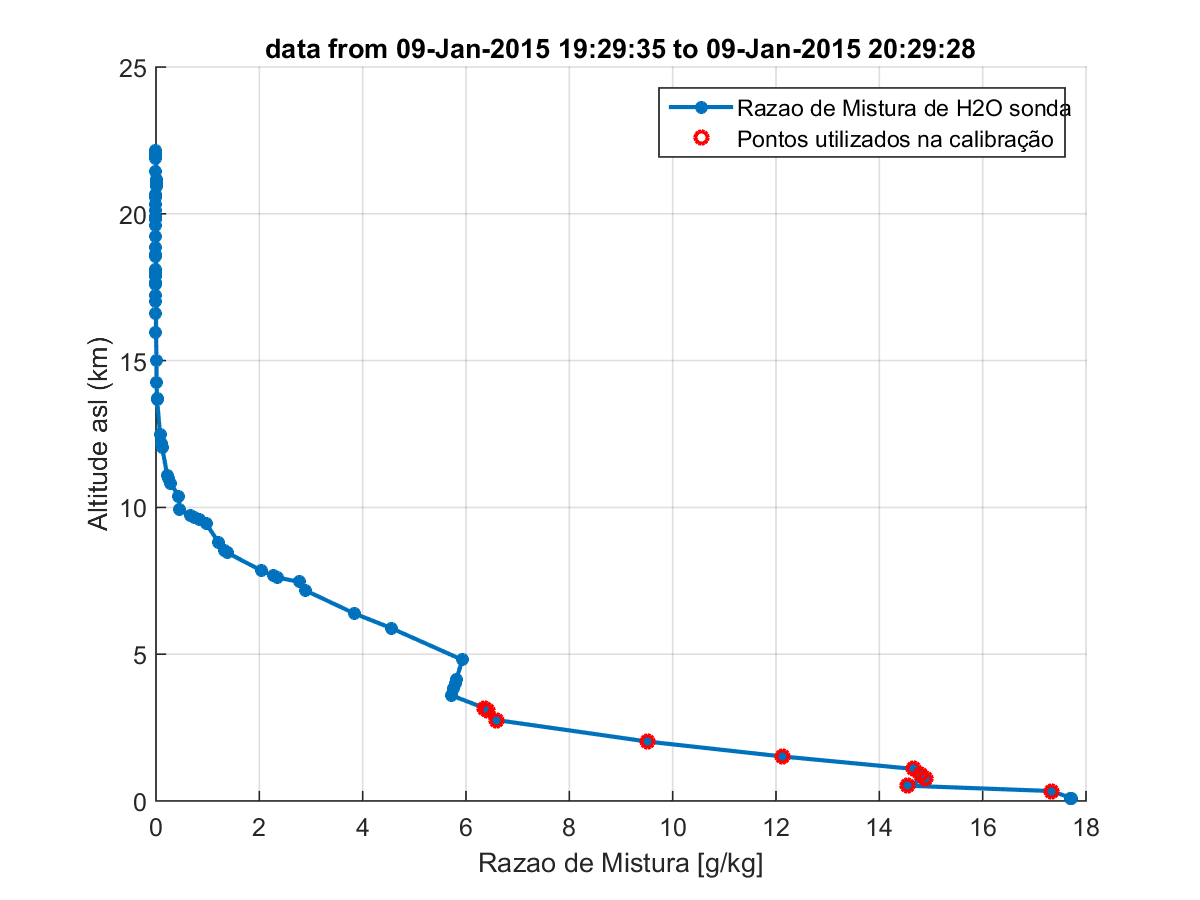 data from 09-Jan-2015 19:29:35 to 09-Jan-2015 20:29:28
Razao de Mistura de H2O sonda
Pontos utilizados na calibração
25
20
15
10
5
0
Altitude asl (km)
0 2 4 6 8 10 12 14 16 18
Razao de Mistura [g/kg]